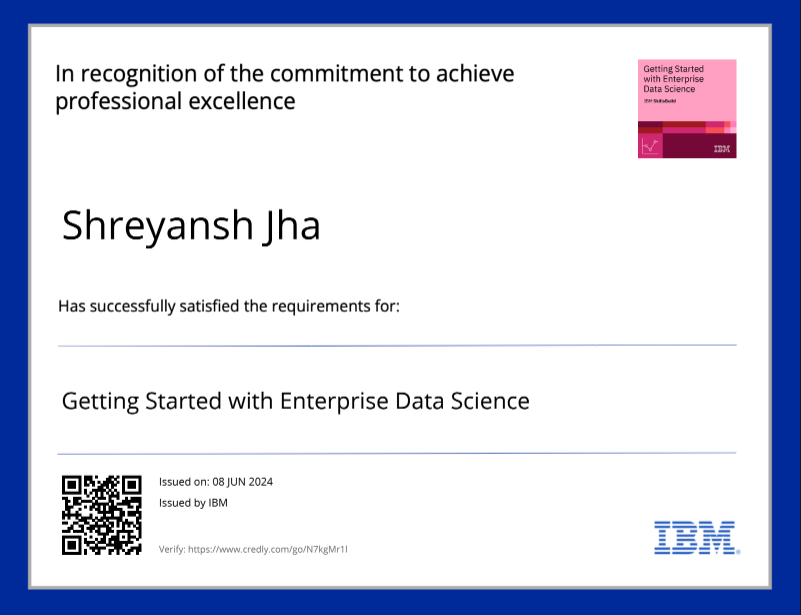 In recognition of the commitment to achieve
professional excellence
Getting Started
with Enterprise
Data Science
IBM SkillsBuild
IBM
Shreyansh Jha
Has successfully satisfied the requirements for:
Getting Started with Enterprise Data Science
Issued on: 08 JUN 2024
Issued by IBM
Verify: https://www.credly.com/go/N7kgMr1l
IBM®